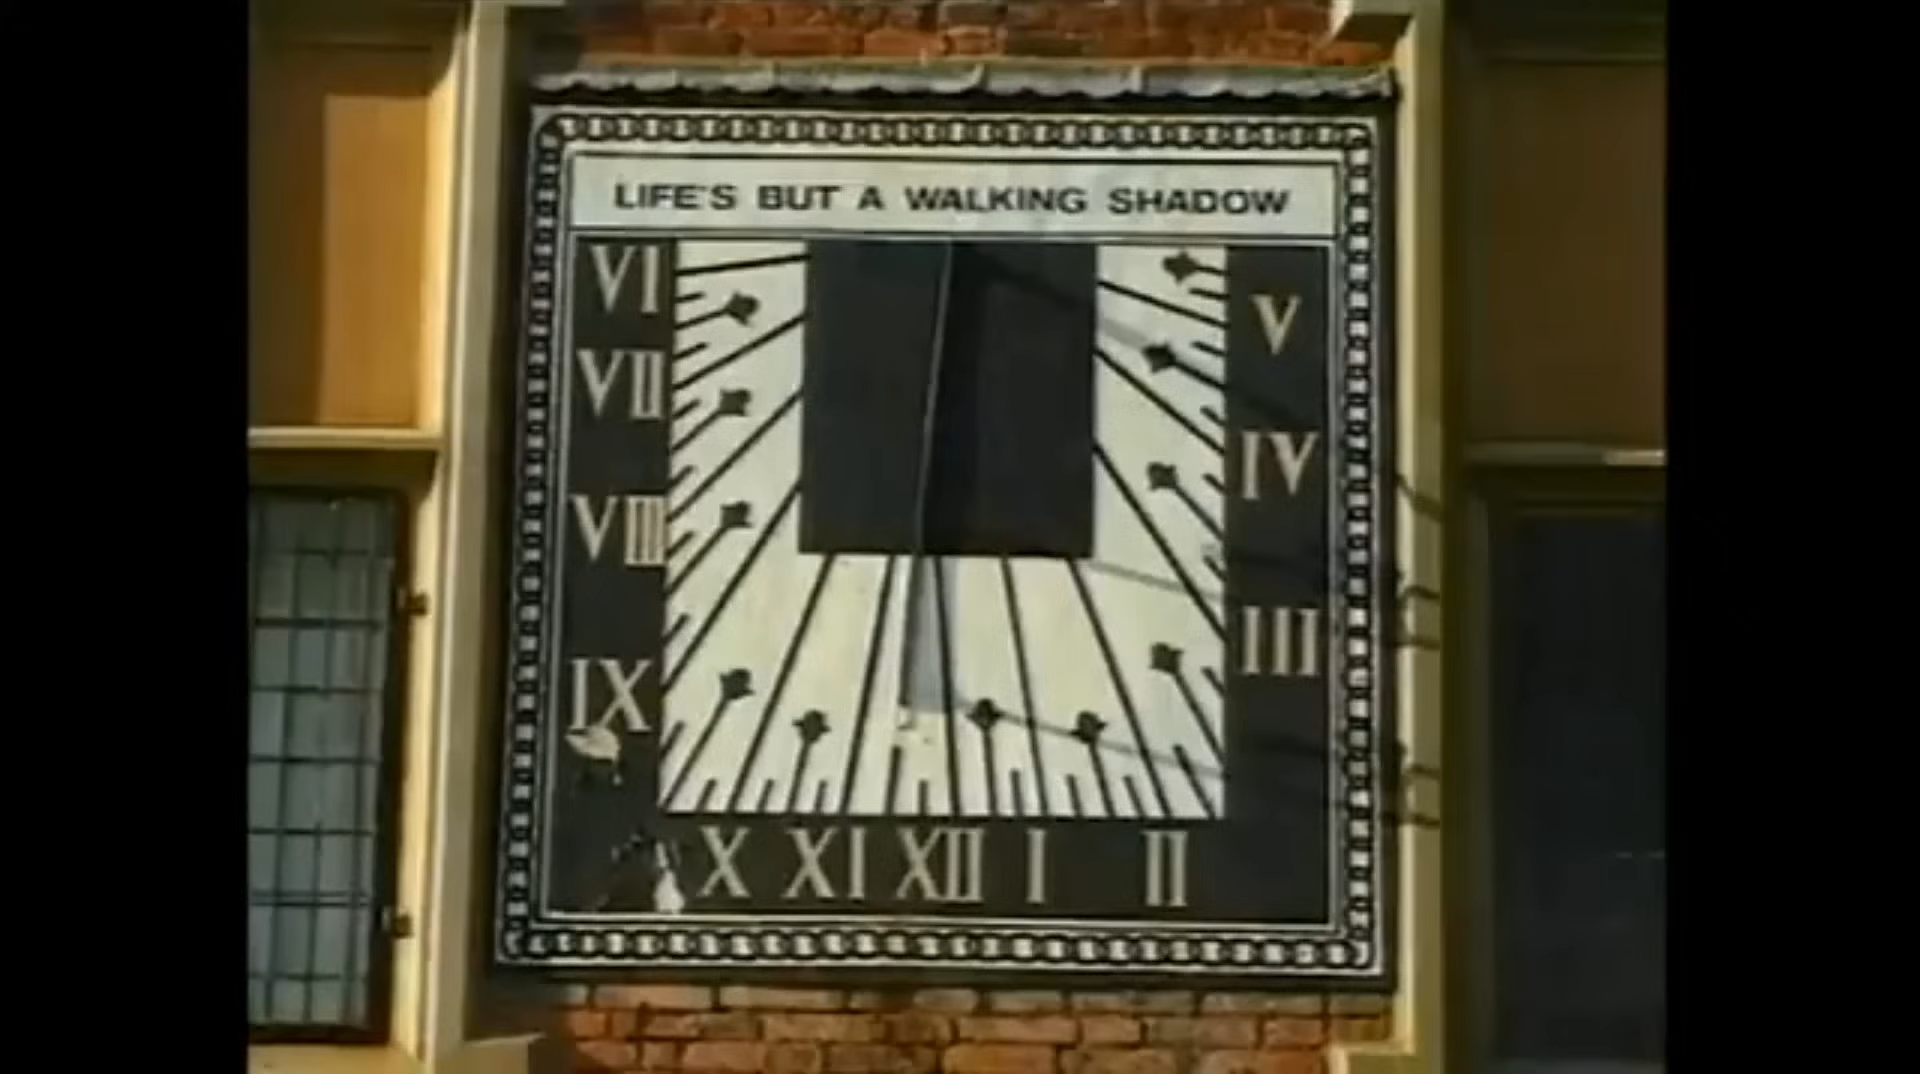 LIFE'S BUT A WALKING SHADOW
VI
VII
VIII
IX
X XI XII I II
III
IV
V